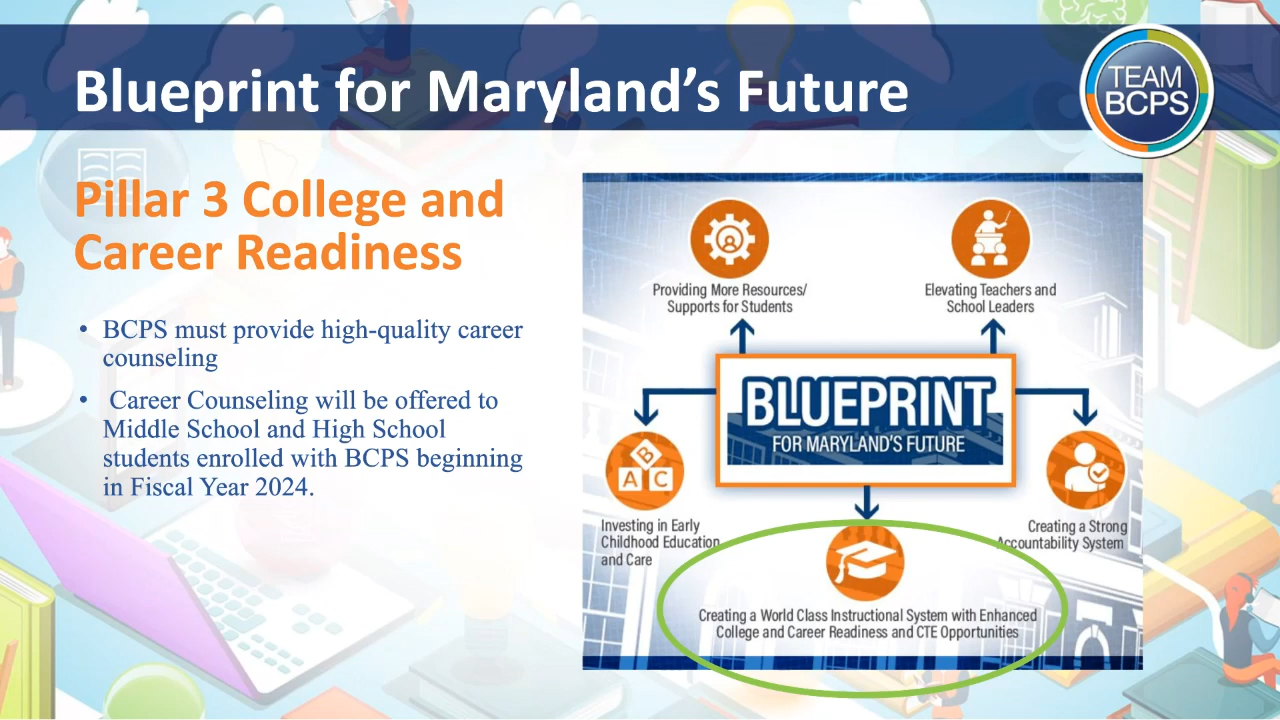 Blueprint for Maryland’s Future
TEAM
BCPS
Pillar 3 College and
Career Readiness
• BCPS must provide high-quality career
counseling
• Career Counseling will be offered to
Middle School and High School
students enrolled with BCPS beginning
in Fiscal Year 2024.
Providing More Resources/
Supports for Students
Elevating Teachers and
School Leaders
BLUEPRINT
FOR MARYLAND’S FUTURE
B
A C
Investing in Early
Childhood Education
and Care
Creating a Strong
Accountability System
Creating a World Class Instructional System with Enhanced
College and Career Readiness and CTE Opportunities